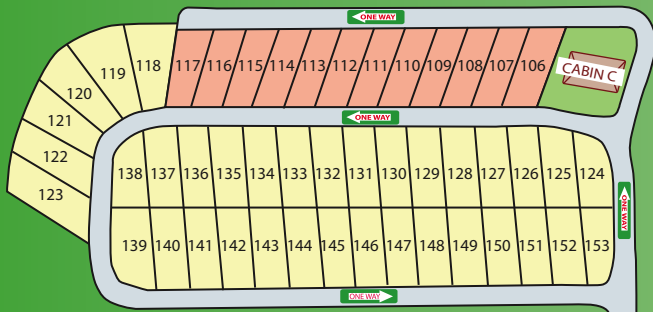 ONE WAY
117 116 115 114 113 112 111 110 109 108 107 106
CABIN C
118
119
120
121
122
123
ONE WAY
138 137 136 135 134 133 132 131 130 129 128 127 126 125 124
ONE WAY
139 140 141 142 143 144 145 146 147 148 149 150 151 152 153
ONE WAY